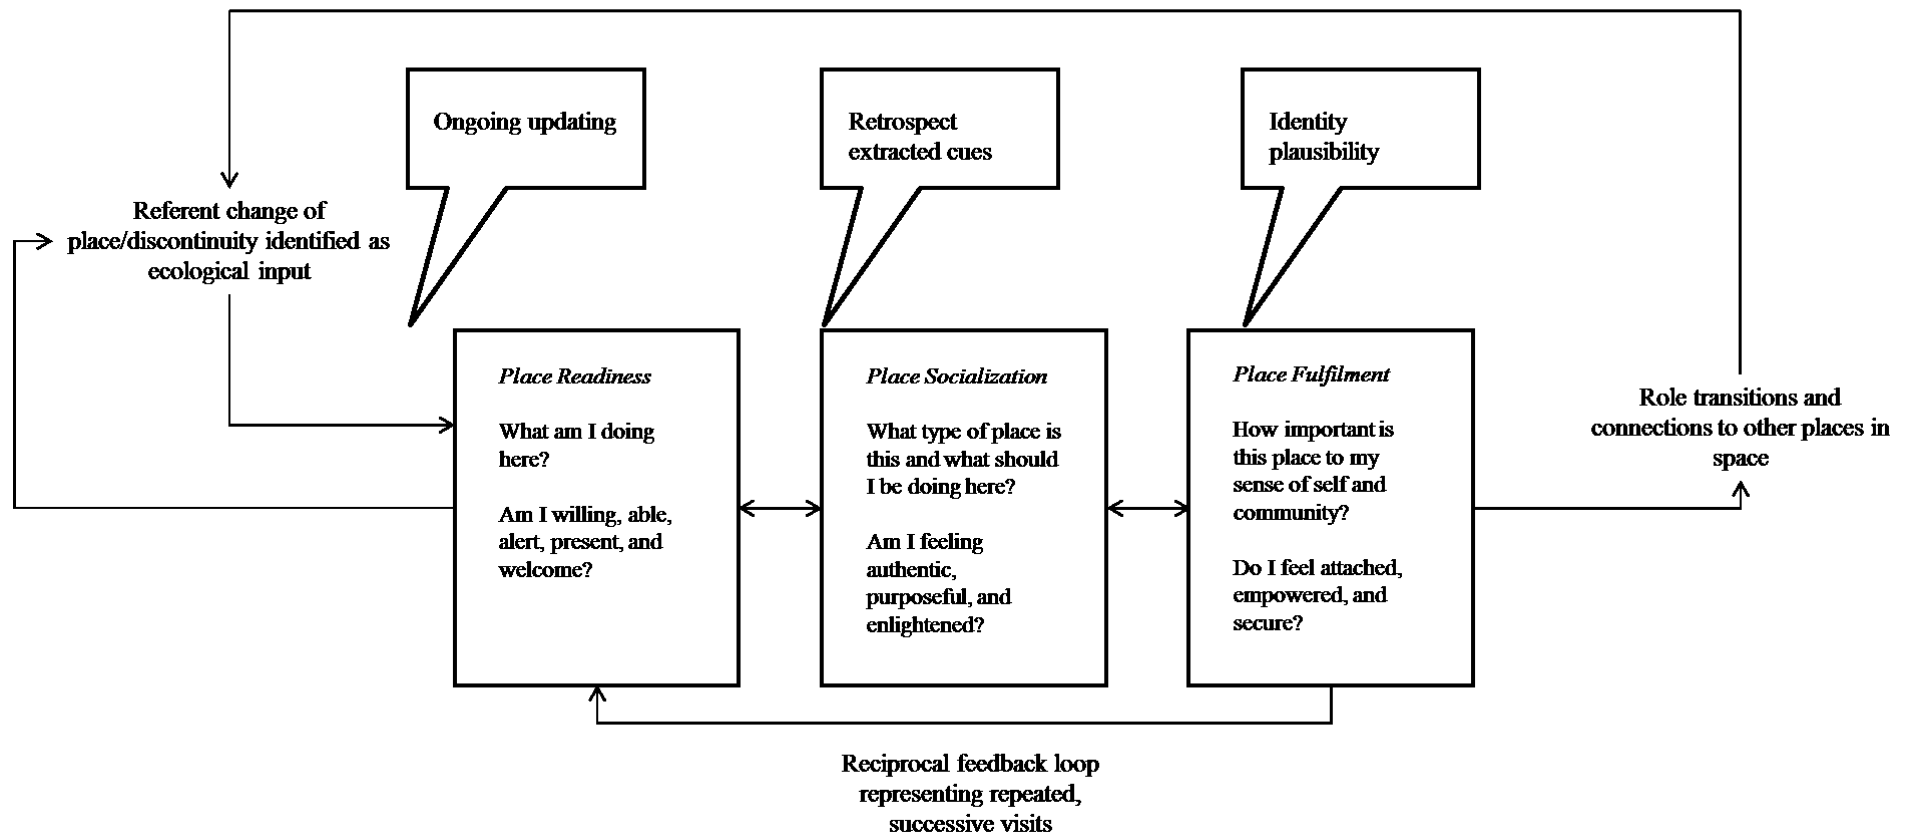 Ongoing updating
Retrospect
extracted cues
Identity
plausibility
Referent change of
place/discontinuity identified as
ecological input
Place Readiness
What am I doing
here?
Am I willing, able,
alert, present, and
welcome?
Place Socialization
What type of place is
this and what should
I be doing here?
Am I feeling
authentic,
purposeful, and
enlightened?
Place Fulfilment
How important is
this place to my
sense of self and
community?
Do I feel attached,
empowered, and
secure?
Role transitions and
connections to other places in
space
Reciprocal feedback loop
representing repeated,
successive visits